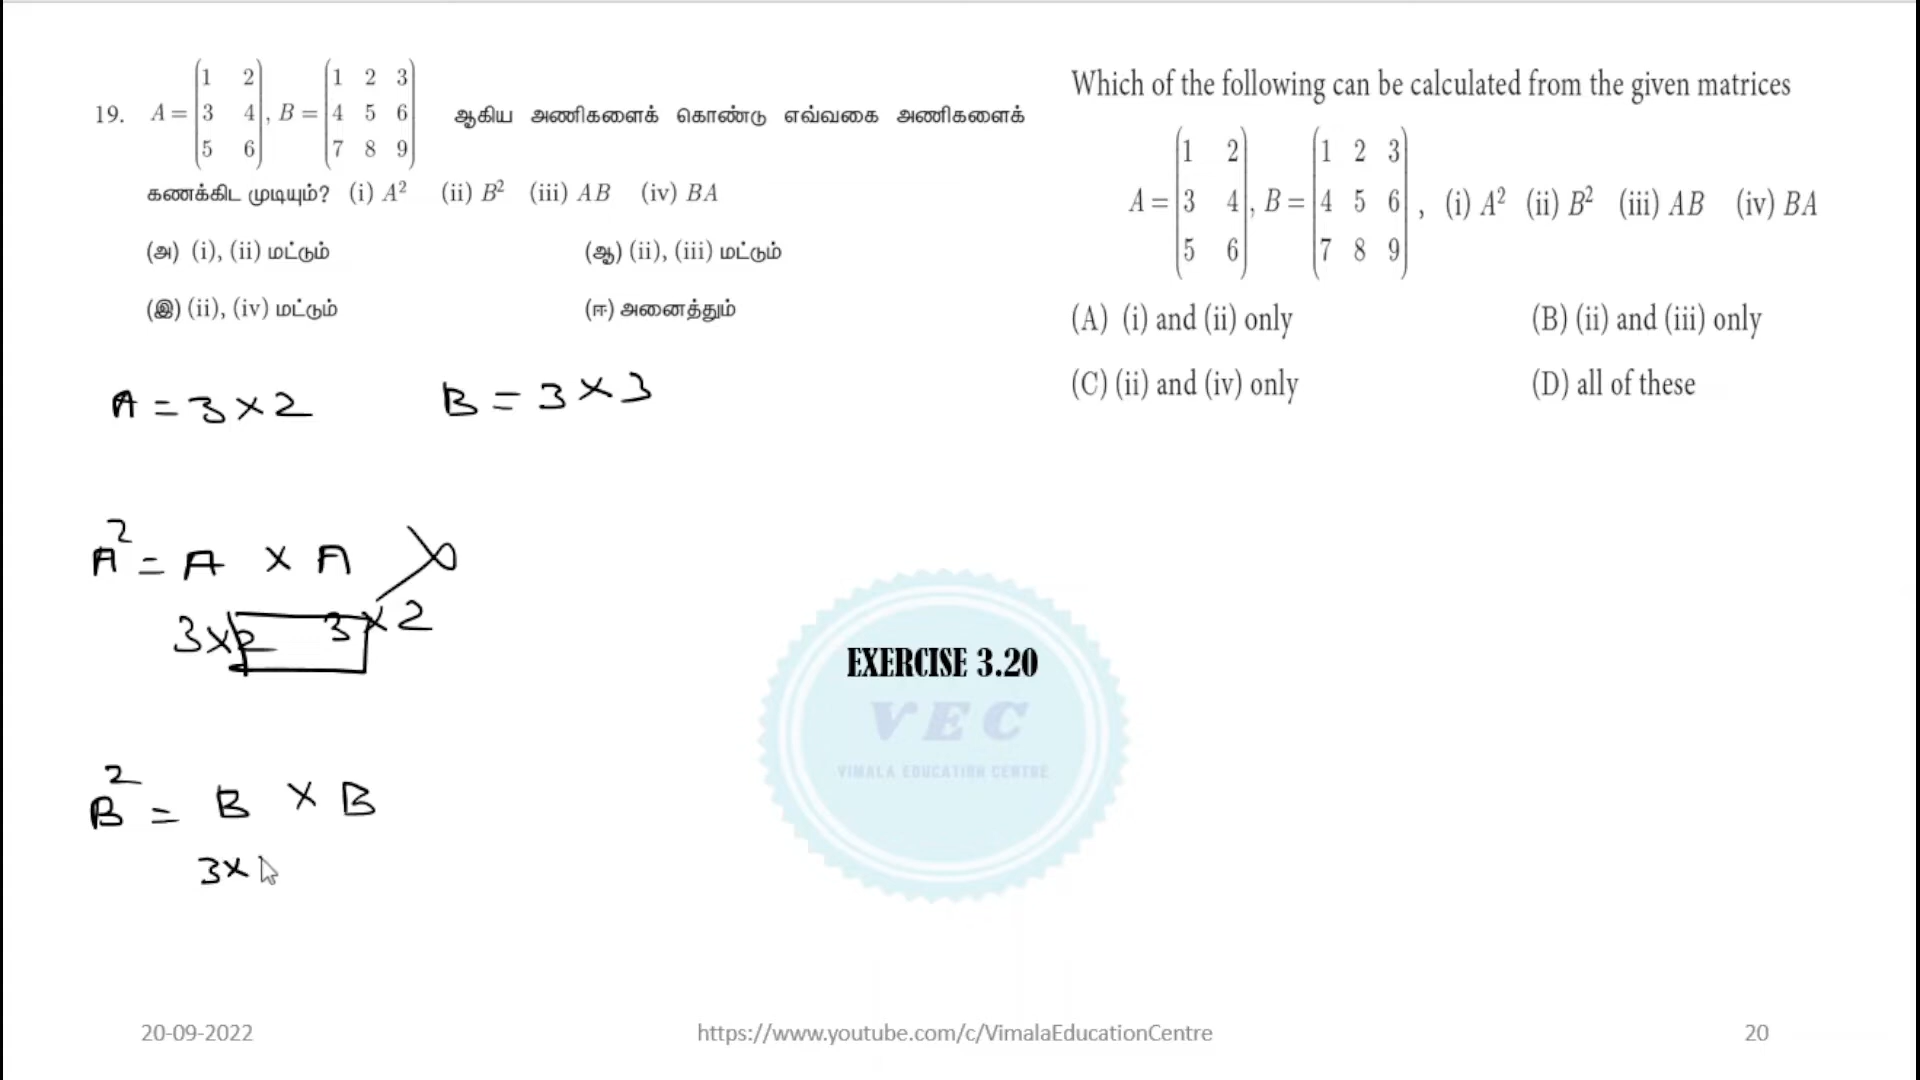 19. A = (1 2 3 4 5 6), B = (1 2 3 4 5 6 7 8 9) ஆகிய அணிகளைக் கொண்டு எவ்வகை அணிகளைக்
கணக்கிட முடியும்? (i) A² (ii) B² (iii) AB (iv) BA
(அ) (i), (ii) மட்டும் (ஆ) (ii), (iii) மட்டும்
(இ) (ii), (iv) மட்டும் (ஈ) அனைத்தும்
Which of the following can be calculated from the given matrices
A = (1 2 3 4 5 6), B = (1 2 3 4 5 6 7 8 9), (i) A² (ii) B² (iii) AB (iv) BA
(A) (i) and (ii) only (B) (ii) and (iii) only
(C) (ii) and (iv) only (D) all of these
A = 3 × 2 B = 3 × 3
A² = A × A
3×2 3×2
B² = B × B
3×
EXERCISE 3.20
VEC
VIMALA EDUCATION CENTRE
20-09-2022 https://www.youtube.com/c/VimalaEducationCentre 20